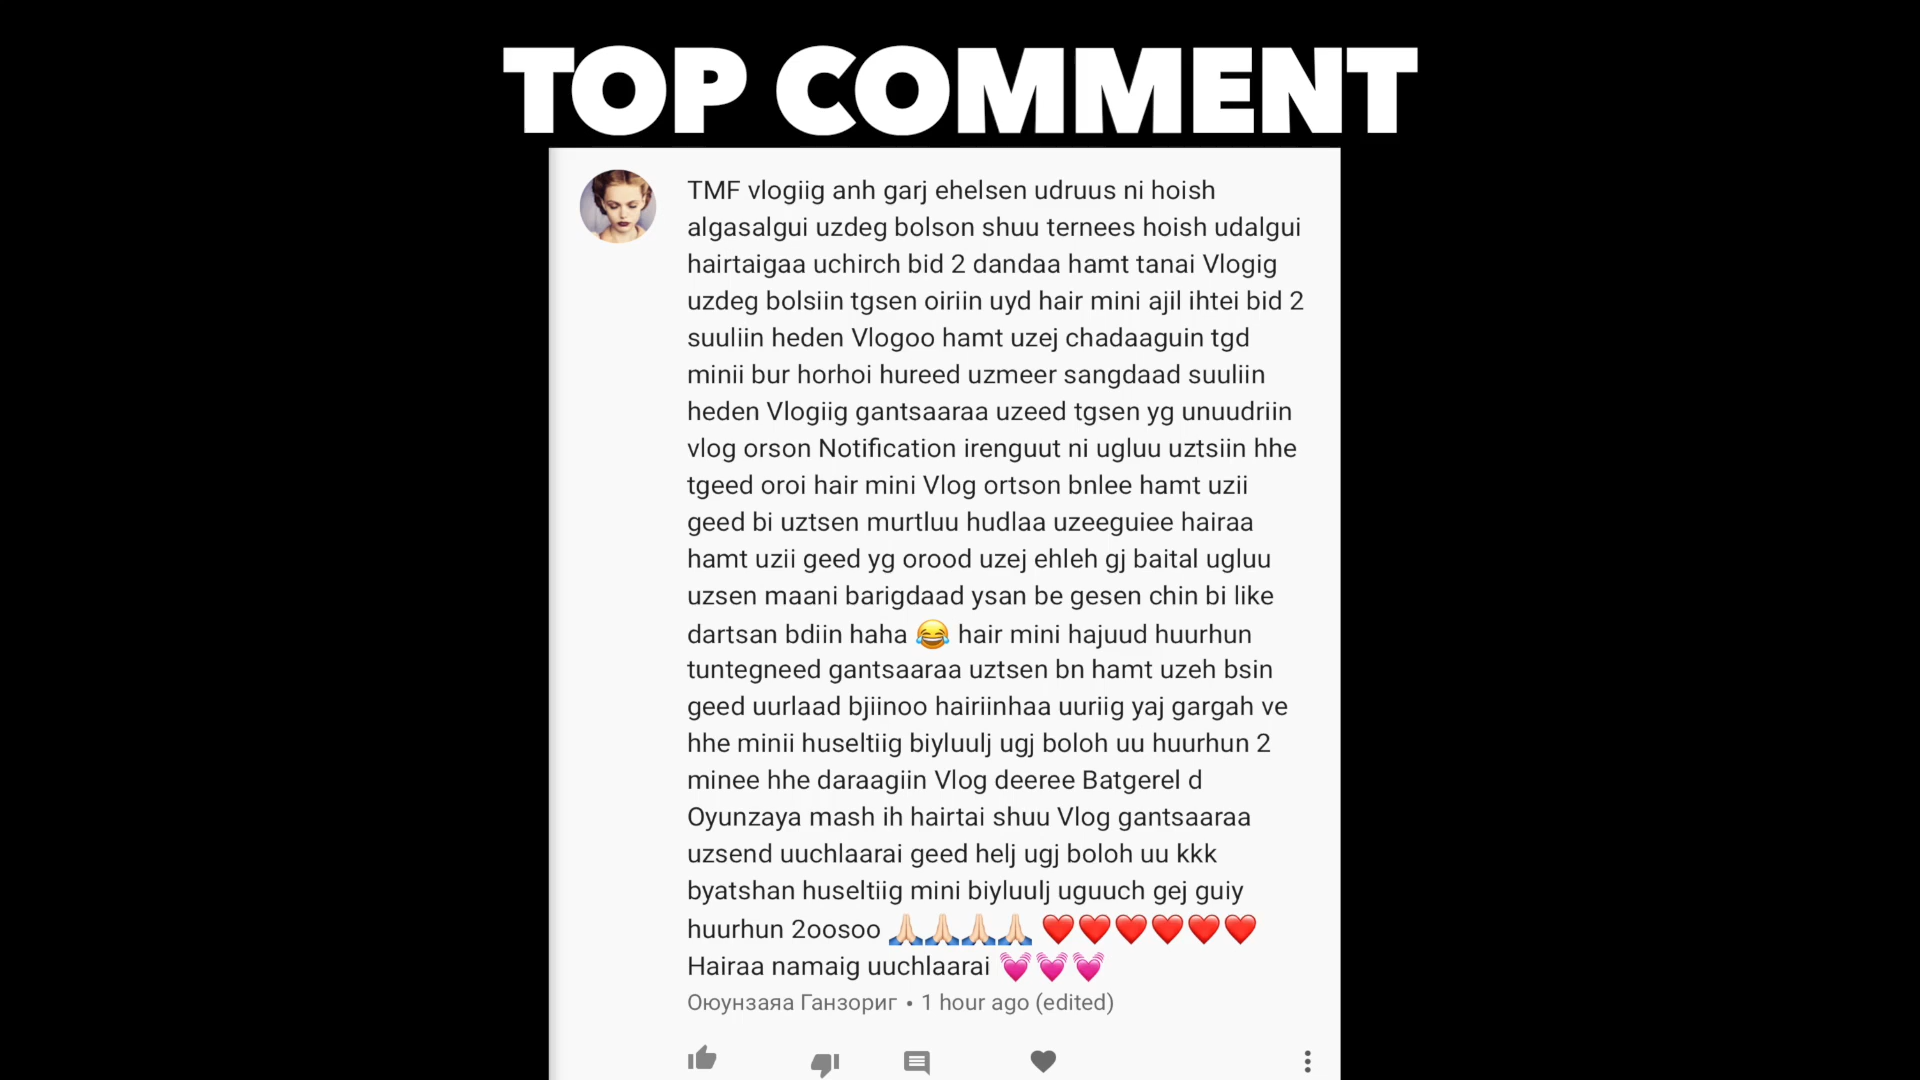 TOP COMMENT
TMF vlogiig anh garj ehelsen udruus ni hoish
algasalgui uzdeg bolson shuu ternees hoish udalgui
hairtaigaa uchirch bid 2 dandaa hamt tanai Vlogig
uzdeg bolsiin tgsen oiriin uyd hair mini ajil ihtei bid 2
suuliin heden Vlogoo hamt uzej chadaaguin tgd
minii bur horhoi hureed uzmeer sangdaad suuliin
heden Vlogiig gantsaaraa uzeed tgsen yg unuudriin
vlog orson Notification irenguut ni ugluu uztsiin hhe
tgeed oroi hair mini Vlog ortson bnlee hamt uzii
geed bi uztsen murtluu hudlaa uzeeguiee hairaa
hamt uzii geed yg orood uzej ehleh gj baital ugluu
uzsen maani barigdaad ysan be gesen chin bi like
dartsan bdiin haha 😂 hair mini hajuud huurhun
tuntegneed gantsaaraa uztsen bn hamt uzeh bsin
geed uurlaad bjiinoo hairiinhaa uuriig yaj gargah ve
hhe minii huseltiig biyluulj ugj boloh uu huurhun 2
minee hhe daraagiin Vlog deeree Batgerel d
Oyunzaya mash ih hairtai shuu Vlog gantsaaraa
uzsend uuchlaarai geed helj ugj boloh uu kkk
byatshan huseltiig mini biyluulj uguuch gej guiy
huurhun 2oosoo 🙏🏻🙏🏻🙏🏻🙏🏻 ❤️❤️❤️❤️❤️❤️
Hairaa namaig uuchlaarai 💓💓💓
Оюунзаяа Ганзориг • 1 hour ago (edited)